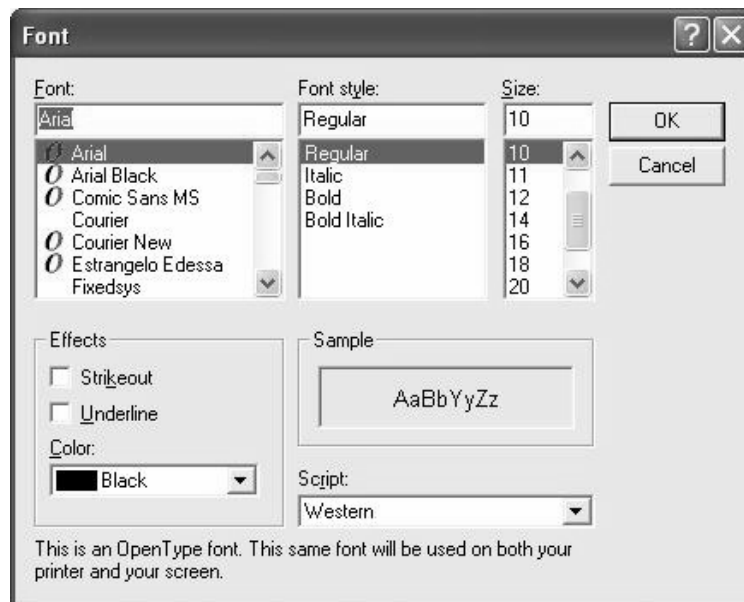 Font
Font: Font style: Size:
Arial Regular 10 OK
Arial Regular 10 Cancel
Arial Black Italic 11
Comic Sans MS Bold 12
Courier Bold Italic 14
Courier New 16
Estrangelo Edessa 18
Fixedsys 20
Effects Sample
Strikeout AaBbYyZz
Underline
Color:
Black Script:
Western
This is an OpenType font. This same font will be used on both your
printer and your screen.